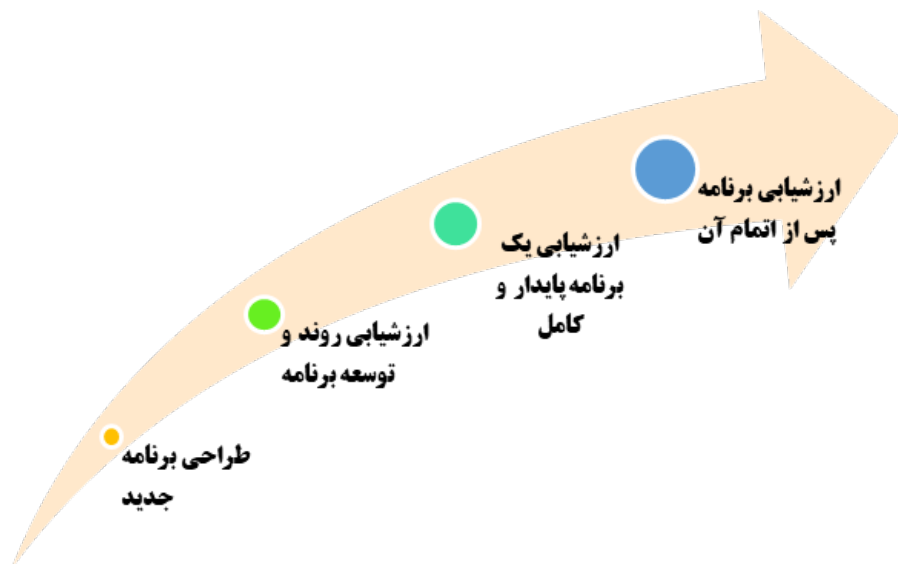 طراحی برنامه
جدید
ارزشیابی روند و
توسعه برنامه
ارزشیابی یک
برنامه پایدار و
کامل
ارزشیابی برنامه
پس از اتمام آن